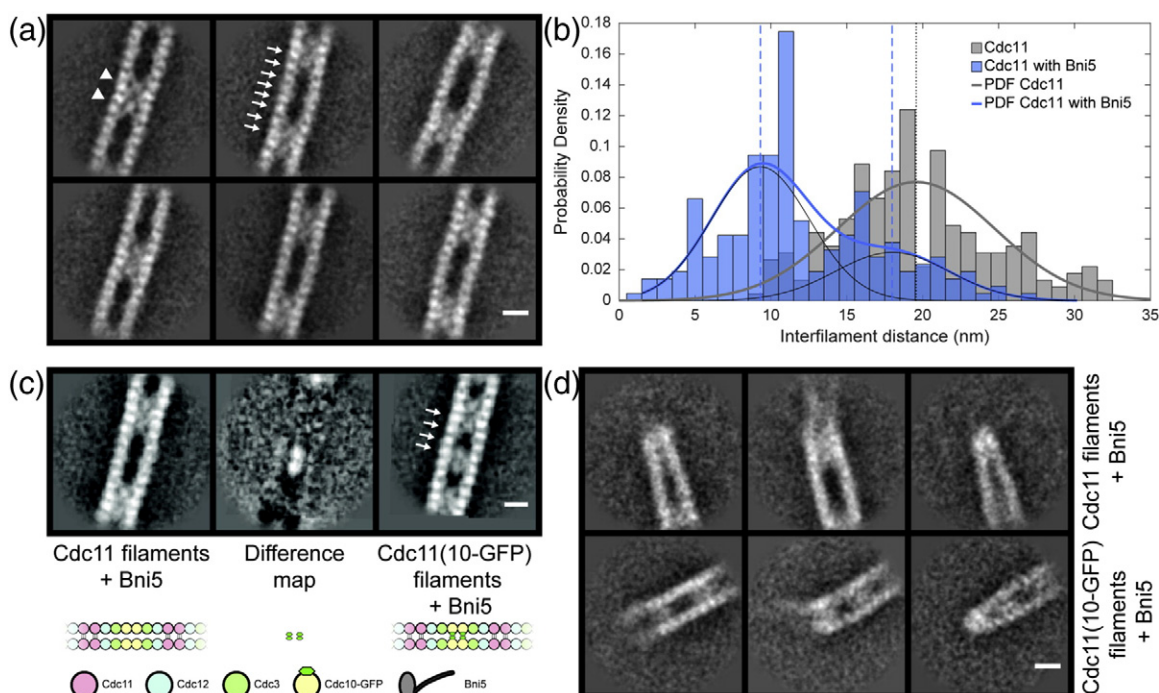 (a)
(b)
0.18
0.16
0.14
0.12
0.10
0.08
0.06
0.04
0.02
0
Probability Density
0 5 10 15 20 25 30 35
Interfilament distance (nm)
Cdc11
Cdc11 with Bni5
PDF Cdc11
PDF Cdc11 with Bni5
(c)
Cdc11 filaments
+ Bni5
Difference
map
Cdc11(10-GFP)
filaments
+ Bni5
Cdc11 Cdc12 Cdc3 Cdc10-GFP Bni5
(d)
Cdc11 filaments
+ Bni5
Cdc11(10-GFP)
filaments
+ Bni5